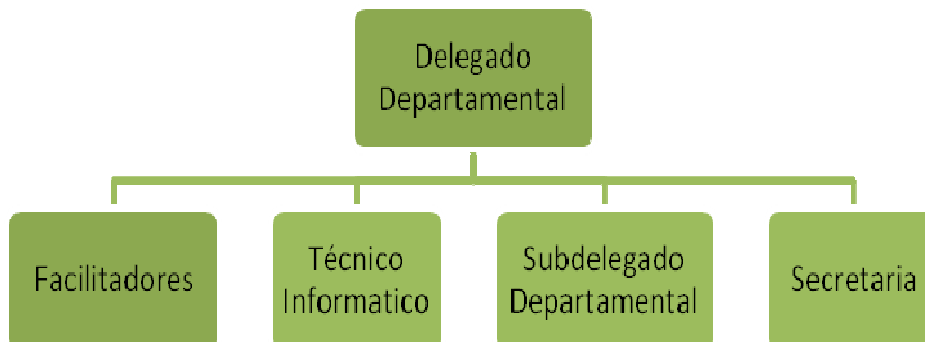 Delegado
Departamental
Facilitadores
Técnico
Informatico
Subdelegado
Departamental
Secretaria